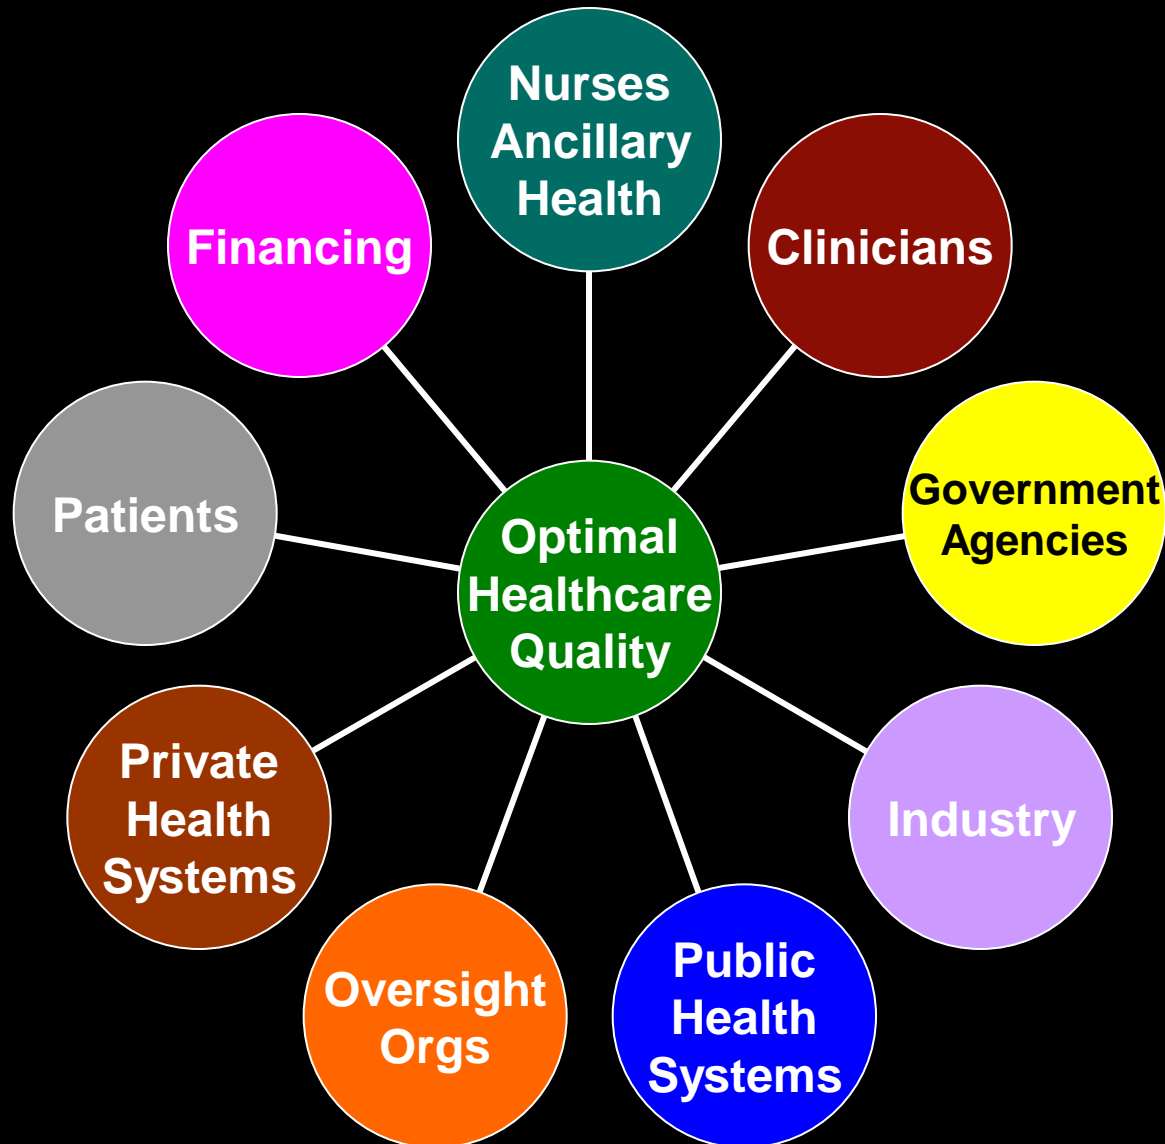 Nurses
Ancillary
Health
Clinicians
Government
Agencies
Industry
Public
Health
Systems
Oversight
Orgs
Private
Health
Systems
Patients
Financing
Optimal
Healthcare
Quality